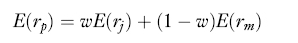 E(r_p) = wE(r_j) + (1 − w)E(r_m)